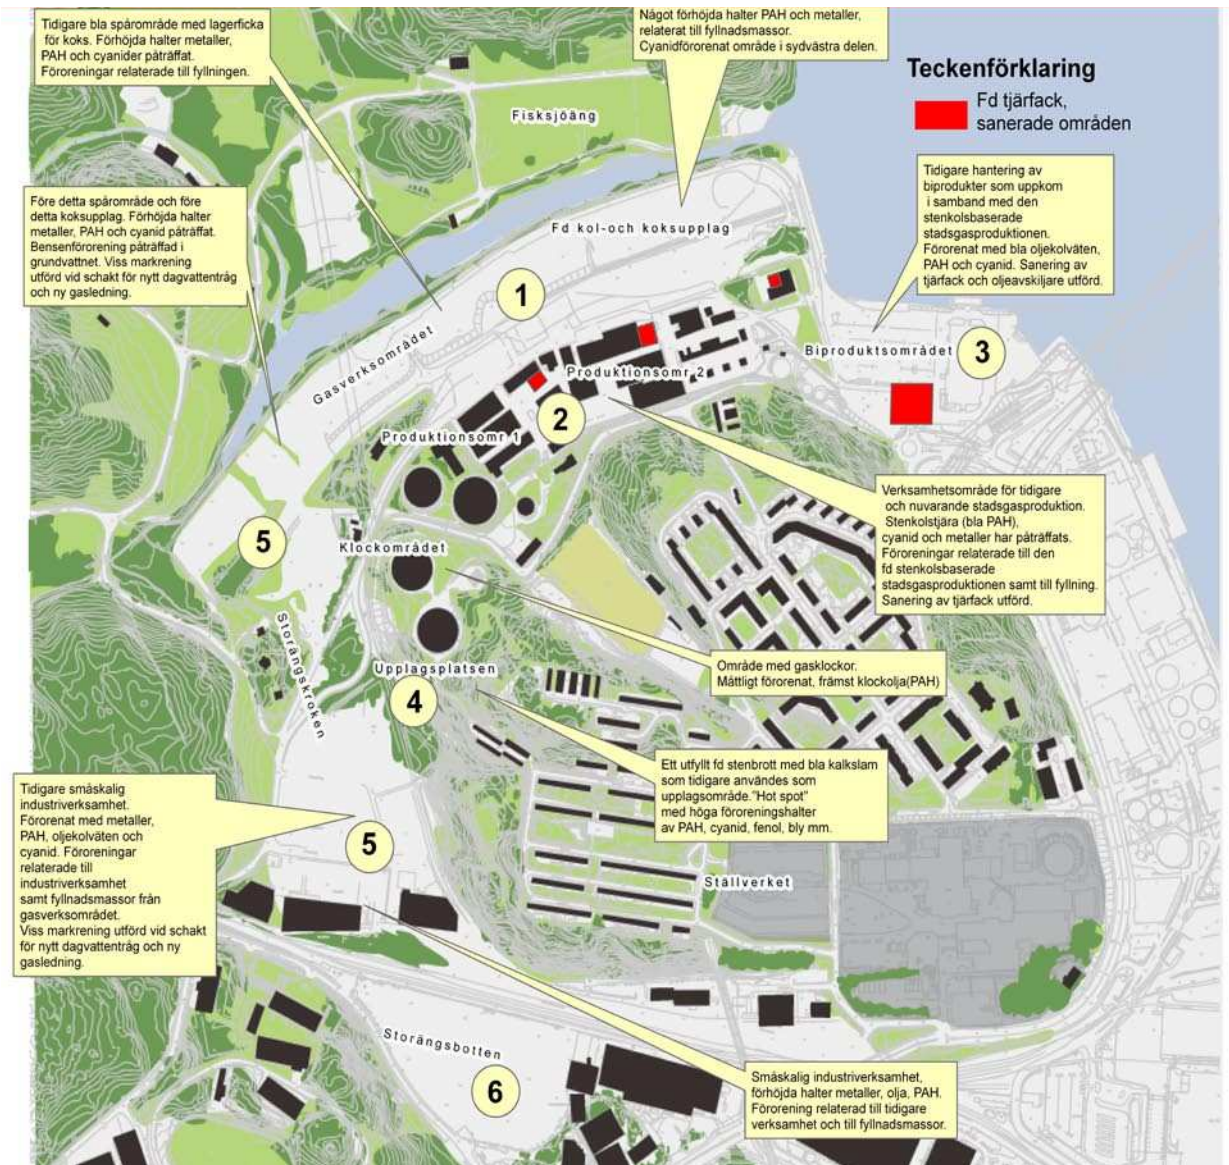 Tidigare bla spårområde med lagerficka
för koks. Förhöjda halter metaller,
PAH och cyanider påträffat.
Föroreningar relaterade till fyllningen.
Något förhöjda halter PAH och metaller,
relaterat till fyllnadsmassor.
Cyanidförorenat område i sydvästra delen.
Teckenförklaring
Fd tjärfack,
sanerade områden
Fisksjöäng
Tidigare hantering av
biprodukter som uppkom
i samband med den
stenkolsbaserade
stadsgasproduktionen.
Förorenat med bla oljekolväten,
PAH och cyanid. Sanering av
tjärfack och oljeavskiljare utförd.
Före detta spårområde och före
detta koksupplag. Förhöjda halter
metaller, PAH och cyanid påträffat.
Bensenförorening påträffad i
grundvattnet. Viss markrening
utförd vid schakt för nytt dagvattentråg
och ny gasledning.
Fd kol-och koksupplag
1
Gasverksområdet
Biproduktsområdet
3
Produktionsomr 2
2
Produktionsomr 1
Verksamhetsområde för tidigare
och nuvarande stadsgasproduktion.
Stenkolstjära (bla PAH),
cyanid och metaller har påträffats.
Föroreningar relaterade till den
fd stenkolsbaserade
stadsgasproduktionen samt till fyllning.
Sanering av tjärfack utförd.
5
Klockområdet
Storängskroken
Upplagsplatsen
4
Område med gasklockor.
Måttligt förorenat, främst klockolja(PAH)
Ett utfyllt fd stenbrott med bla kalkslam
som tidigare användes som
upplagsområde."Hot spot"
med höga föroreningshalter
av PAH, cyanid, fenol, bly mm.
Tidigare småskalig
industriverksamhet.
Förorenat med metaller,
PAH, oljekolväten och
cyanid. Föroreningar
relaterade till
industriverksamhet
samt fyllnadsmassor från
gasverksområdet.
Viss markrening utförd vid schakt
för nytt dagvattentråg och ny
gasledning.
5
Ställverket
Storängsbotten
6
Småskalig industriverksamhet,
förhöjda halter metaller, olja, PAH.
Förorening relaterad till tidigare
verksamhet och till fyllnadsmassor.